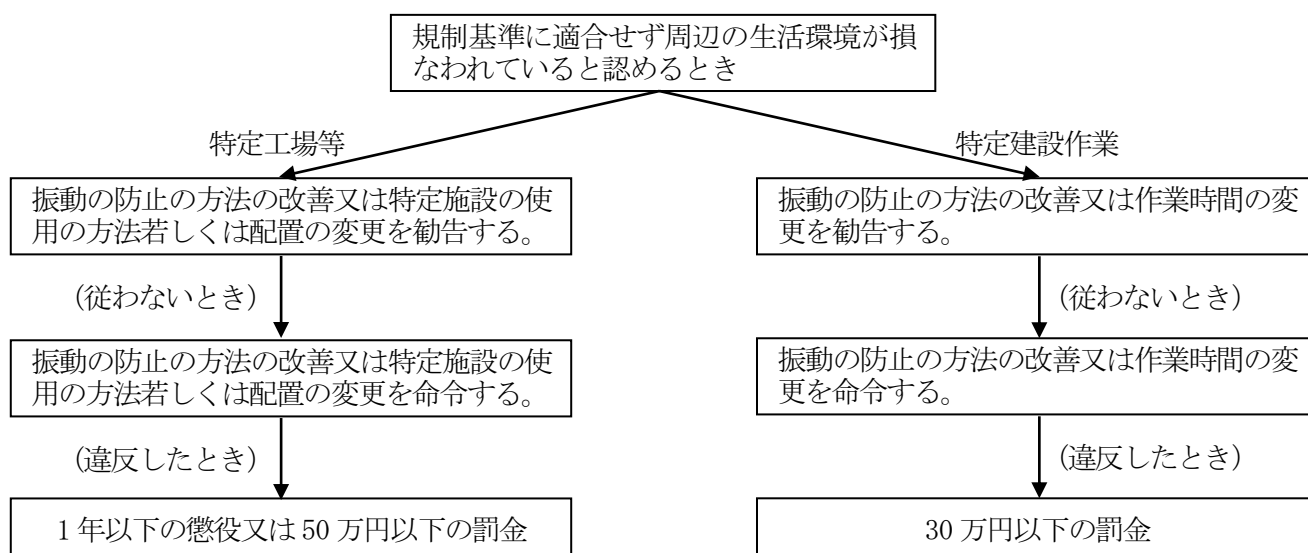 規制基準に適合せず周辺の生活環境が損
なわれていると認めるとき
特定工場等
特定建設作業
振動の防止の方法の改善又は特定施設の使
用の方法若しくは配置の変更を勧告する。
振動の防止の方法の改善又は作業時間の変
更を勧告する。
(従わないとき)
(従わないとき)
振動の防止の方法の改善又は特定施設の使
用の方法若しくは配置の変更を命令する。
振動の防止の方法の改善又は作業時間の変
更を命令する。
(違反したとき)
(違反したとき)
1年以下の懲役又は50万円以下の罰金
30万円以下の罰金